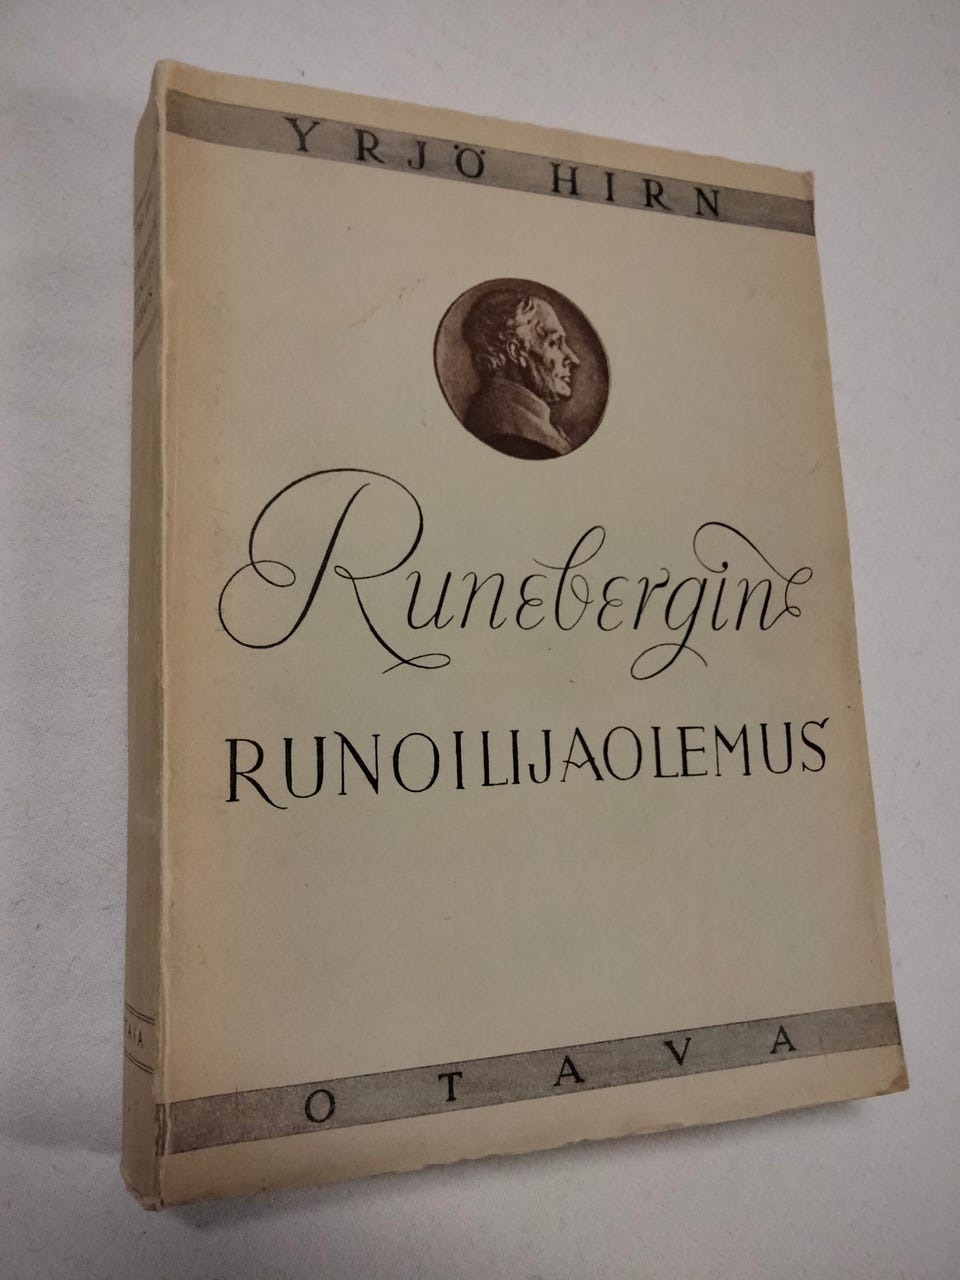 YRJÖ HIRN
Runebergin
RUNOILIJAOLEMUS
OTAVA